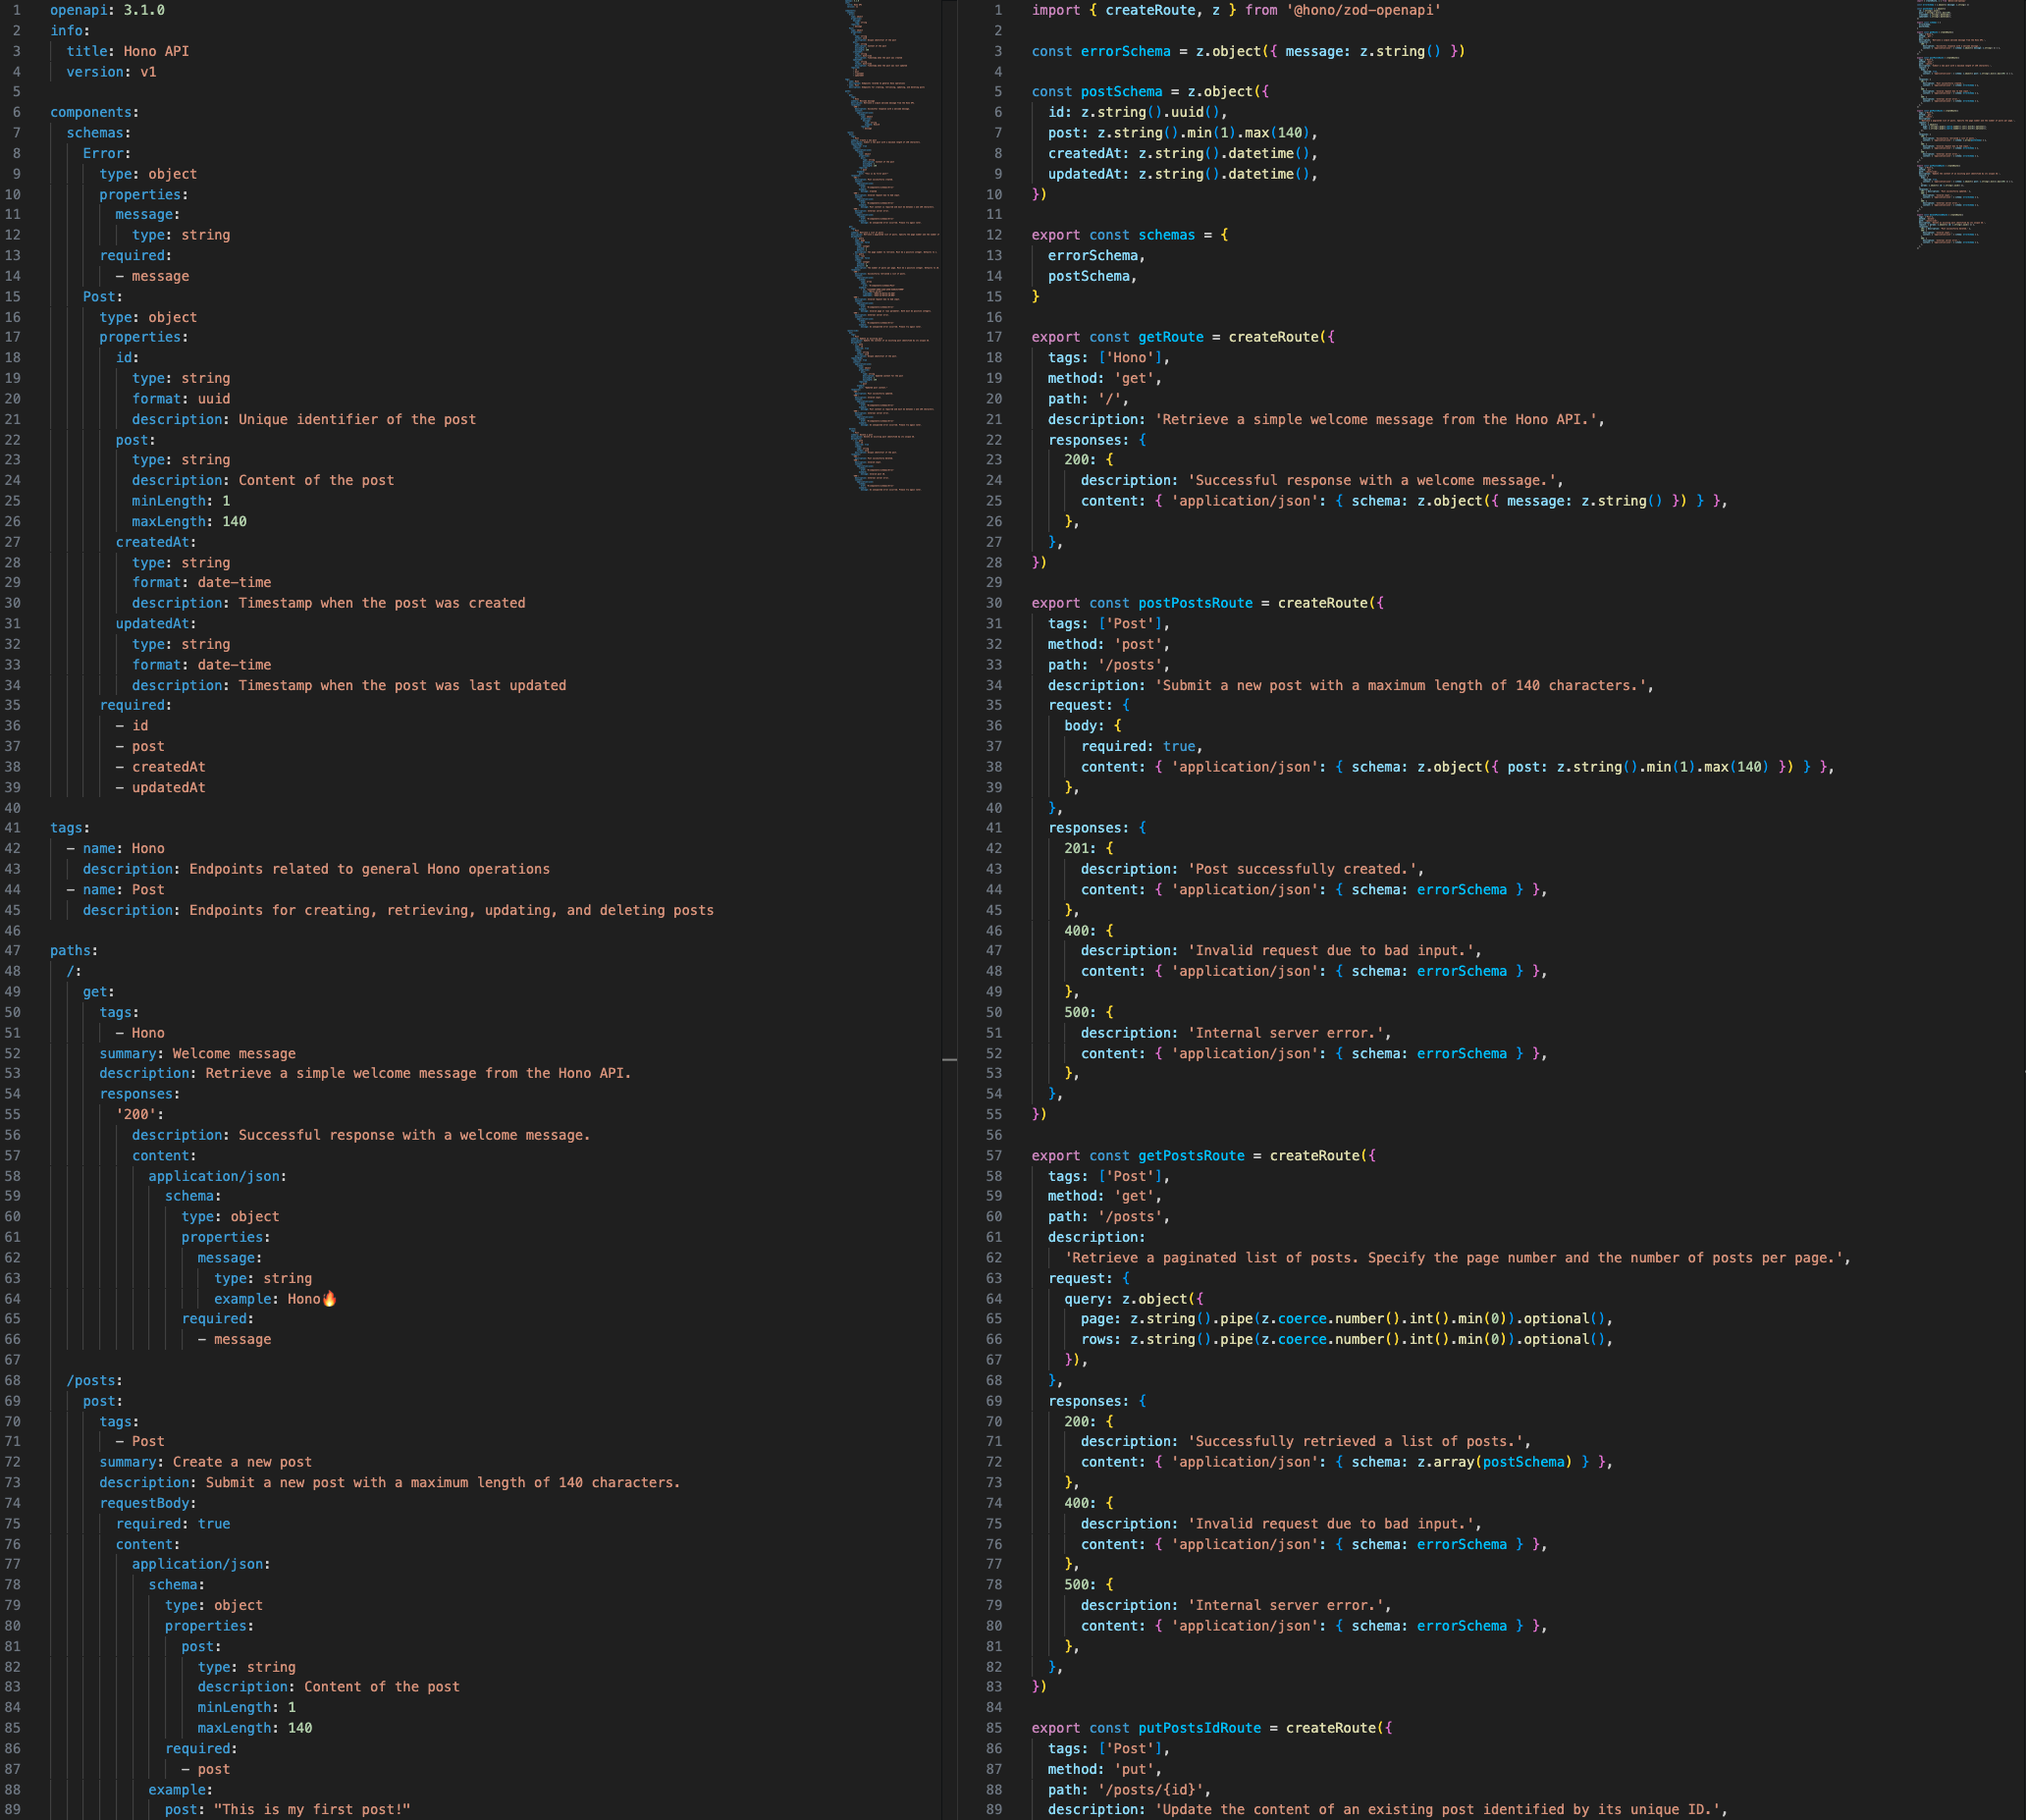 1 openapi: 3.1.0
2 info:
3   title: Hono API
4   version: v1
5
6 components:
7   schemas:
8     Error:
9       type: object
10       properties:
11         message:
12           type: string
13       required:
14         - message
15     Post:
16       type: object
17       properties:
18         id:
19           type: string
20           format: uuid
21           description: Unique identifier of the post
22         post:
23           type: string
24           description: Content of the post
25           minLength: 1
26           maxLength: 140
27         createdAt:
28           type: string
29           format: date-time
30           description: Timestamp when the post was created
31         updatedAt:
32           type: string
33           format: date-time
34           description: Timestamp when the post was last updated
35       required:
36         - id
37         - post
38         - createdAt
39         - updatedAt
40
41 tags:
42   - name: Hono
43     description: Endpoints related to general Hono operations
44   - name: Post
45     description: Endpoints for creating, retrieving, updating, and deleting posts
46
47 paths:
48   /:
49     get:
50       tags:
51         - Hono
52       summary: Welcome message
53       description: Retrieve a simple welcome message from the Hono API.
54       responses:
55         '200':
56           description: Successful response with a welcome message.
57           content:
58             application/json:
59               schema:
60                 type: object
61                 properties:
62                   message:
63                     type: string
64                     example: Hono🔥
65                 required:
66                   - message
67
68   /posts:
69     post:
70       tags:
71         - Post
72       summary: Create a new post
73       description: Submit a new post with a maximum length of 140 characters.
74       requestBody:
75         required: true
76         content:
77           application/json:
78             schema:
79               type: object
80               properties:
81                 post:
82                   type: string
83                   description: Content of the post
84                   minLength: 1
85                   maxLength: 140
86               required:
87                 - post
88             example:
89               post: "This is my first post!"
1 import { createRoute, z } from '@hono/zod-openapi'
2
3 const errorSchema = z.object({ message: z.string() })
4
5 const postSchema = z.object({
6   id: z.string().uuid(),
7   post: z.string().min(1).max(140),
8   createdAt: z.string().datetime(),
9   updatedAt: z.string().datetime(),
10 })
11
12 export const schemas = {
13   errorSchema,
14   postSchema,
15 }
16
17 export const getRoute = createRoute({
18   tags: ['Hono'],
19   method: 'get',
20   path: '/',
21   description: 'Retrieve a simple welcome message from the Hono API.',
22   responses: {
23     200: {
24       description: 'Successful response with a welcome message.',
25       content: { 'application/json': { schema: z.object({ message: z.string() }) } },
26     },
27   },
28 })
29
30 export const postPostsRoute = createRoute({
31   tags: ['Post'],
32   method: 'post',
33   path: '/posts',
34   description: 'Submit a new post with a maximum length of 140 characters.',
35   request: {
36     body: {
37       required: true,
38       content: { 'application/json': { schema: z.object({ post: z.string().min(1).max(140) }) } },
39     },
40   },
41   responses: {
42     201: {
43       description: 'Post successfully created.',
44       content: { 'application/json': { schema: errorSchema } },
45     },
46     400: {
47       description: 'Invalid request due to bad input.',
48       content: { 'application/json': { schema: errorSchema } },
49     },
50     500: {
51       description: 'Internal server error.',
52       content: { 'application/json': { schema: errorSchema } },
53     },
54   },
55 })
56
57 export const getPostsRoute = createRoute({
58   tags: ['Post'],
59   method: 'get',
60   path: '/posts',
61   description:
62     'Retrieve a paginated list of posts. Specify the page number and the number of posts per page.',
63   request: {
64     query: z.object({
65       page: z.string().pipe(z.coerce.number().int().min(0)).optional(),
66       rows: z.string().pipe(z.coerce.number().int().min(0)).optional(),
67     }),
68   },
69   responses: {
70     200: {
71       description: 'Successfully retrieved a list of posts.',
72       content: { 'application/json': { schema: z.array(postSchema) } },
73     },
74     400: {
75       description: 'Invalid request due to bad input.',
76       content: { 'application/json': { schema: errorSchema } },
77     },
78     500: {
79       description: 'Internal server error.',
80       content: { 'application/json': { schema: errorSchema } },
81     },
82   },
83 })
84
85 export const putPostsIdRoute = createRoute({
86   tags: ['Post'],
87   method: 'put',
88   path: '/posts/{id}',
89   description: 'Update the content of an existing post identified by its unique ID.',